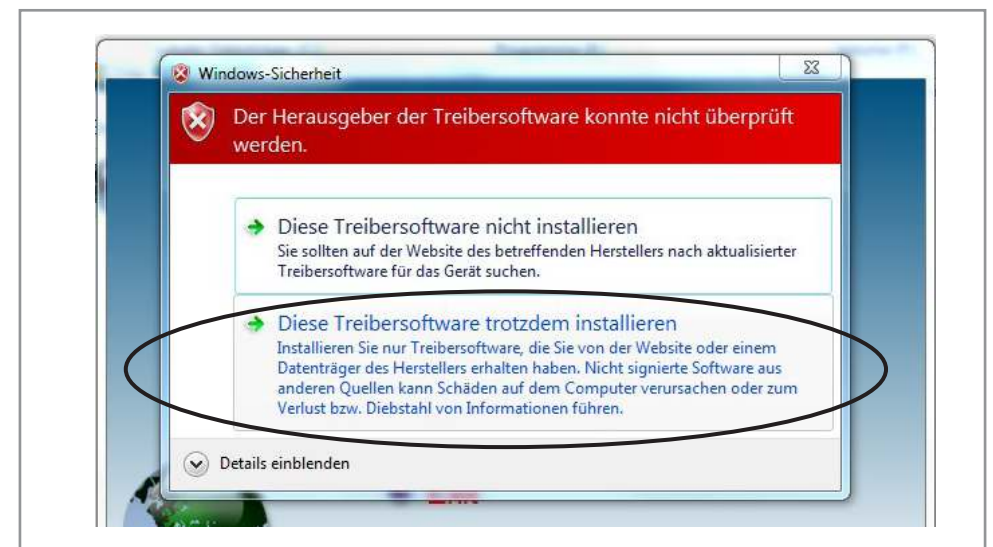 Windows-Sicherheit
Der Herausgeber der Treibersoftware konnte nicht überprüft
werden.
Diese Treibersoftware nicht installieren
Sie sollten auf der Website des betreffenden Herstellers nach aktualisierter
Treibersoftware für das Gerät suchen.
Diese Treibersoftware trotzdem installieren
Installieren Sie nur Treibersoftware, die Sie von der Website oder einem
Datenträger des Herstellers erhalten haben. Nicht signierte Software aus
anderen Quellen kann Schäden auf dem Computer verursachen oder zum
Verlust bzw. Diebstahl von Informationen führen.
Details einblenden